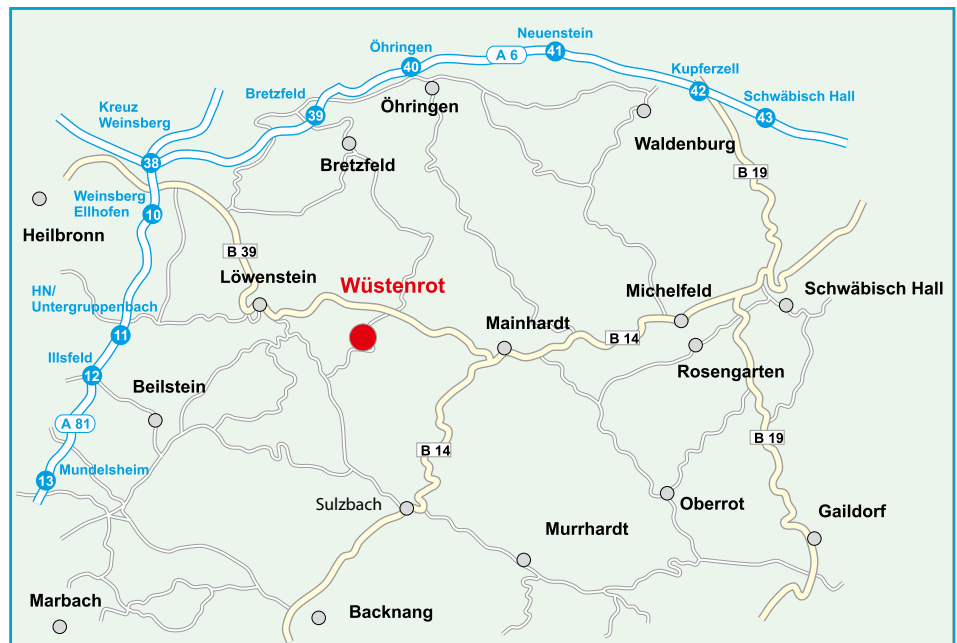 Neuenstein
41
Öhringen
40
A 6
Kupferzell
42
Bretzfeld
39
Schwäbisch Hall
43
Öhringen
Kreuz
Weinsberg
38
Waldenburg
Bretzfeld
B 19
Weinsberg
Ellhofen
10
Heilbronn
B 39
Löwenstein
Wüstenrot
HN/
Untergruppenbach
11
Michelfeld
Schwäbisch Hall
Mainhardt
B 14
Illsfeld
12
Rosengarten
Beilstein
A 81
B 14
B 19
Mundelsheim
13
Sulzbach
Oberrot
Gaildorf
Murrhardt
Marbach
Backnang